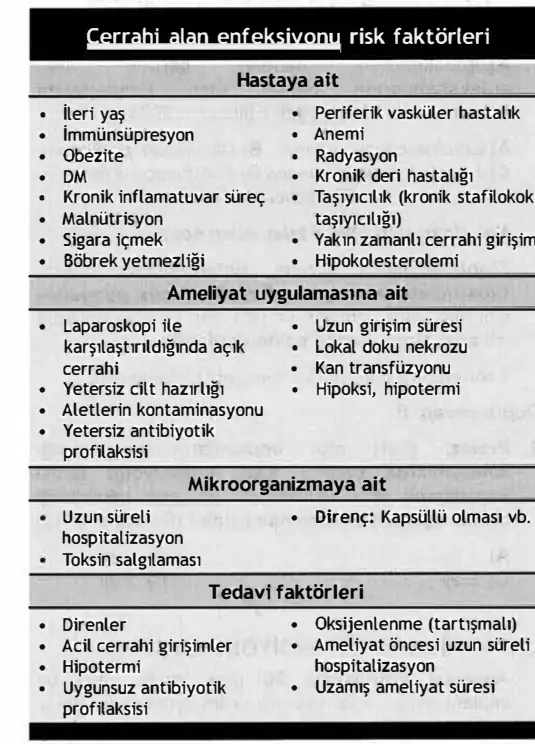 Cerrahi alan enfeksiyonu risk faktörleri
Hastaya ait
• İleri yaş
• İmmünsüpresyon
• Obezite
• DM
• Kronik inflamatuvar süreç
• Malnütrisyon
• Sigara içmek
• Böbrek yetmezliği
• Periferik vasküler hastalık
• Anemi
• Radyasyon
• Kronik deri hastalığı
• Taşıyıcılık (kronik stafilokok
taşıyıcılığı)
• Yakın zamanlı cerrahi girişim
• Hipokolesterolemi
Ameliyat uygulamasına ait
• Laparoskopi ile
karşılaştırıldığında açık
cerrahi
• Yetersiz cilt hazırlığı
• Aletlerin kontaminasyonu
• Yetersiz antibiyotik
profilaksisi
• Uzun girişim süresi
• Lokal doku nekrozu
• Kan transfüzyonu
• Hipoksi, hipotermi
Mikroorganizmaya ait
• Uzun süreli
hospitalizasyon
• Toksin salgılaması
• Direnç: Kapsüllü olması vb.
Tedavi faktörleri
• Direnler
• Acil cerrahi girişimler
• Hipotermi
• Uygunsuz antibiyotik
profilaksisi
• Oksijenlenme (tartışmalı)
• Ameliyat öncesi uzun süreli
hospitalizasyon
• Uzamış ameliyat süresi